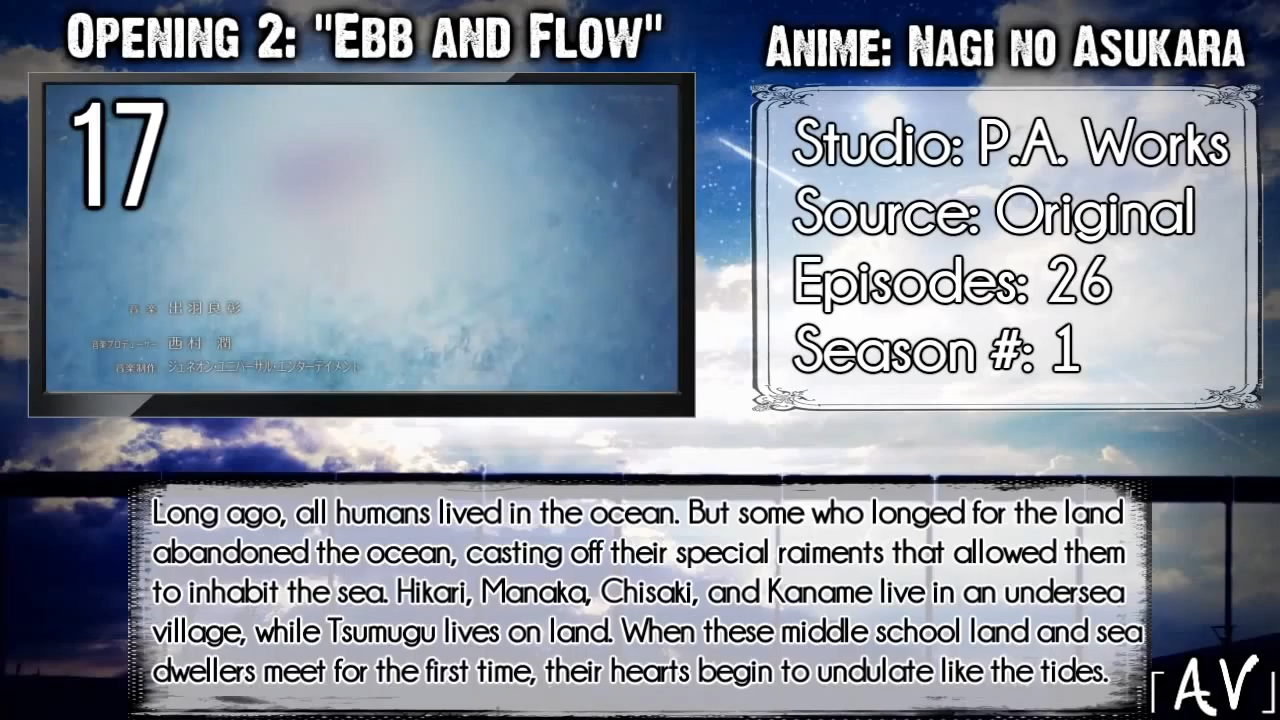 Opening 2: "Ebb and Flow"
Anime: Nagi no Asukara
17
音楽 出羽良彰
音楽プロデューサー 西村 潤
音楽制作 ジェネオン・ユニバーサル・エンターテイメント
Studio: P.A. Works
Source: Original
Episodes: 26
Season #: 1
Long ago, all humans lived in the ocean. But some who longed for the land
abandoned the ocean, casting off their special raiments that allowed them
to inhabit the sea. Hikari, Manaka, Chisaki, and Kaname live in an undersea
village, while Tsumugu lives on land. When these middle school land and sea
dwellers meet for the first time, their hearts begin to undulate like the tides.
「AV」